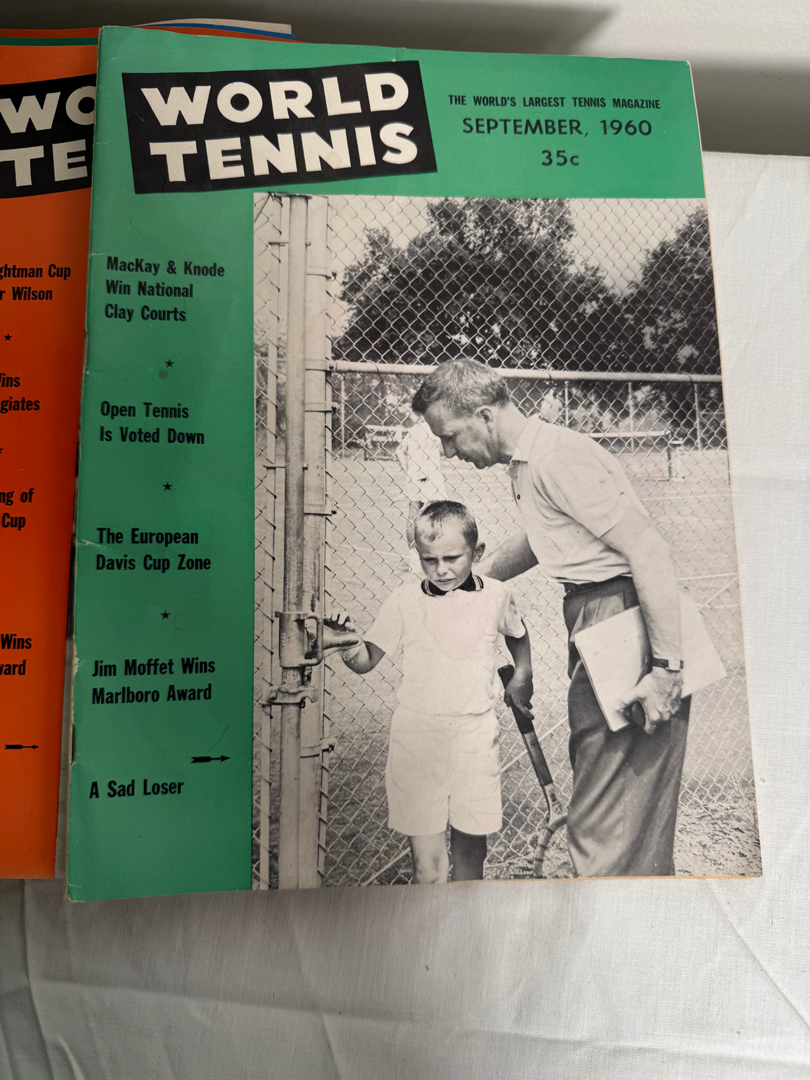 WORLD
TENNIS
THE WORLD'S LARGEST TENNIS MAGAZINE
SEPTEMBER, 1960
35c
MacKay & Knode
Win National
Clay Courts
Open Tennis
Is Voted Down
The European
Davis Cup Zone
Jim Moffet Wins
Marlboro Award
A Sad Loser
WO
TE
ghtman Cup
r Wilson
ins
giates
ng of
Cup
Wins
ward